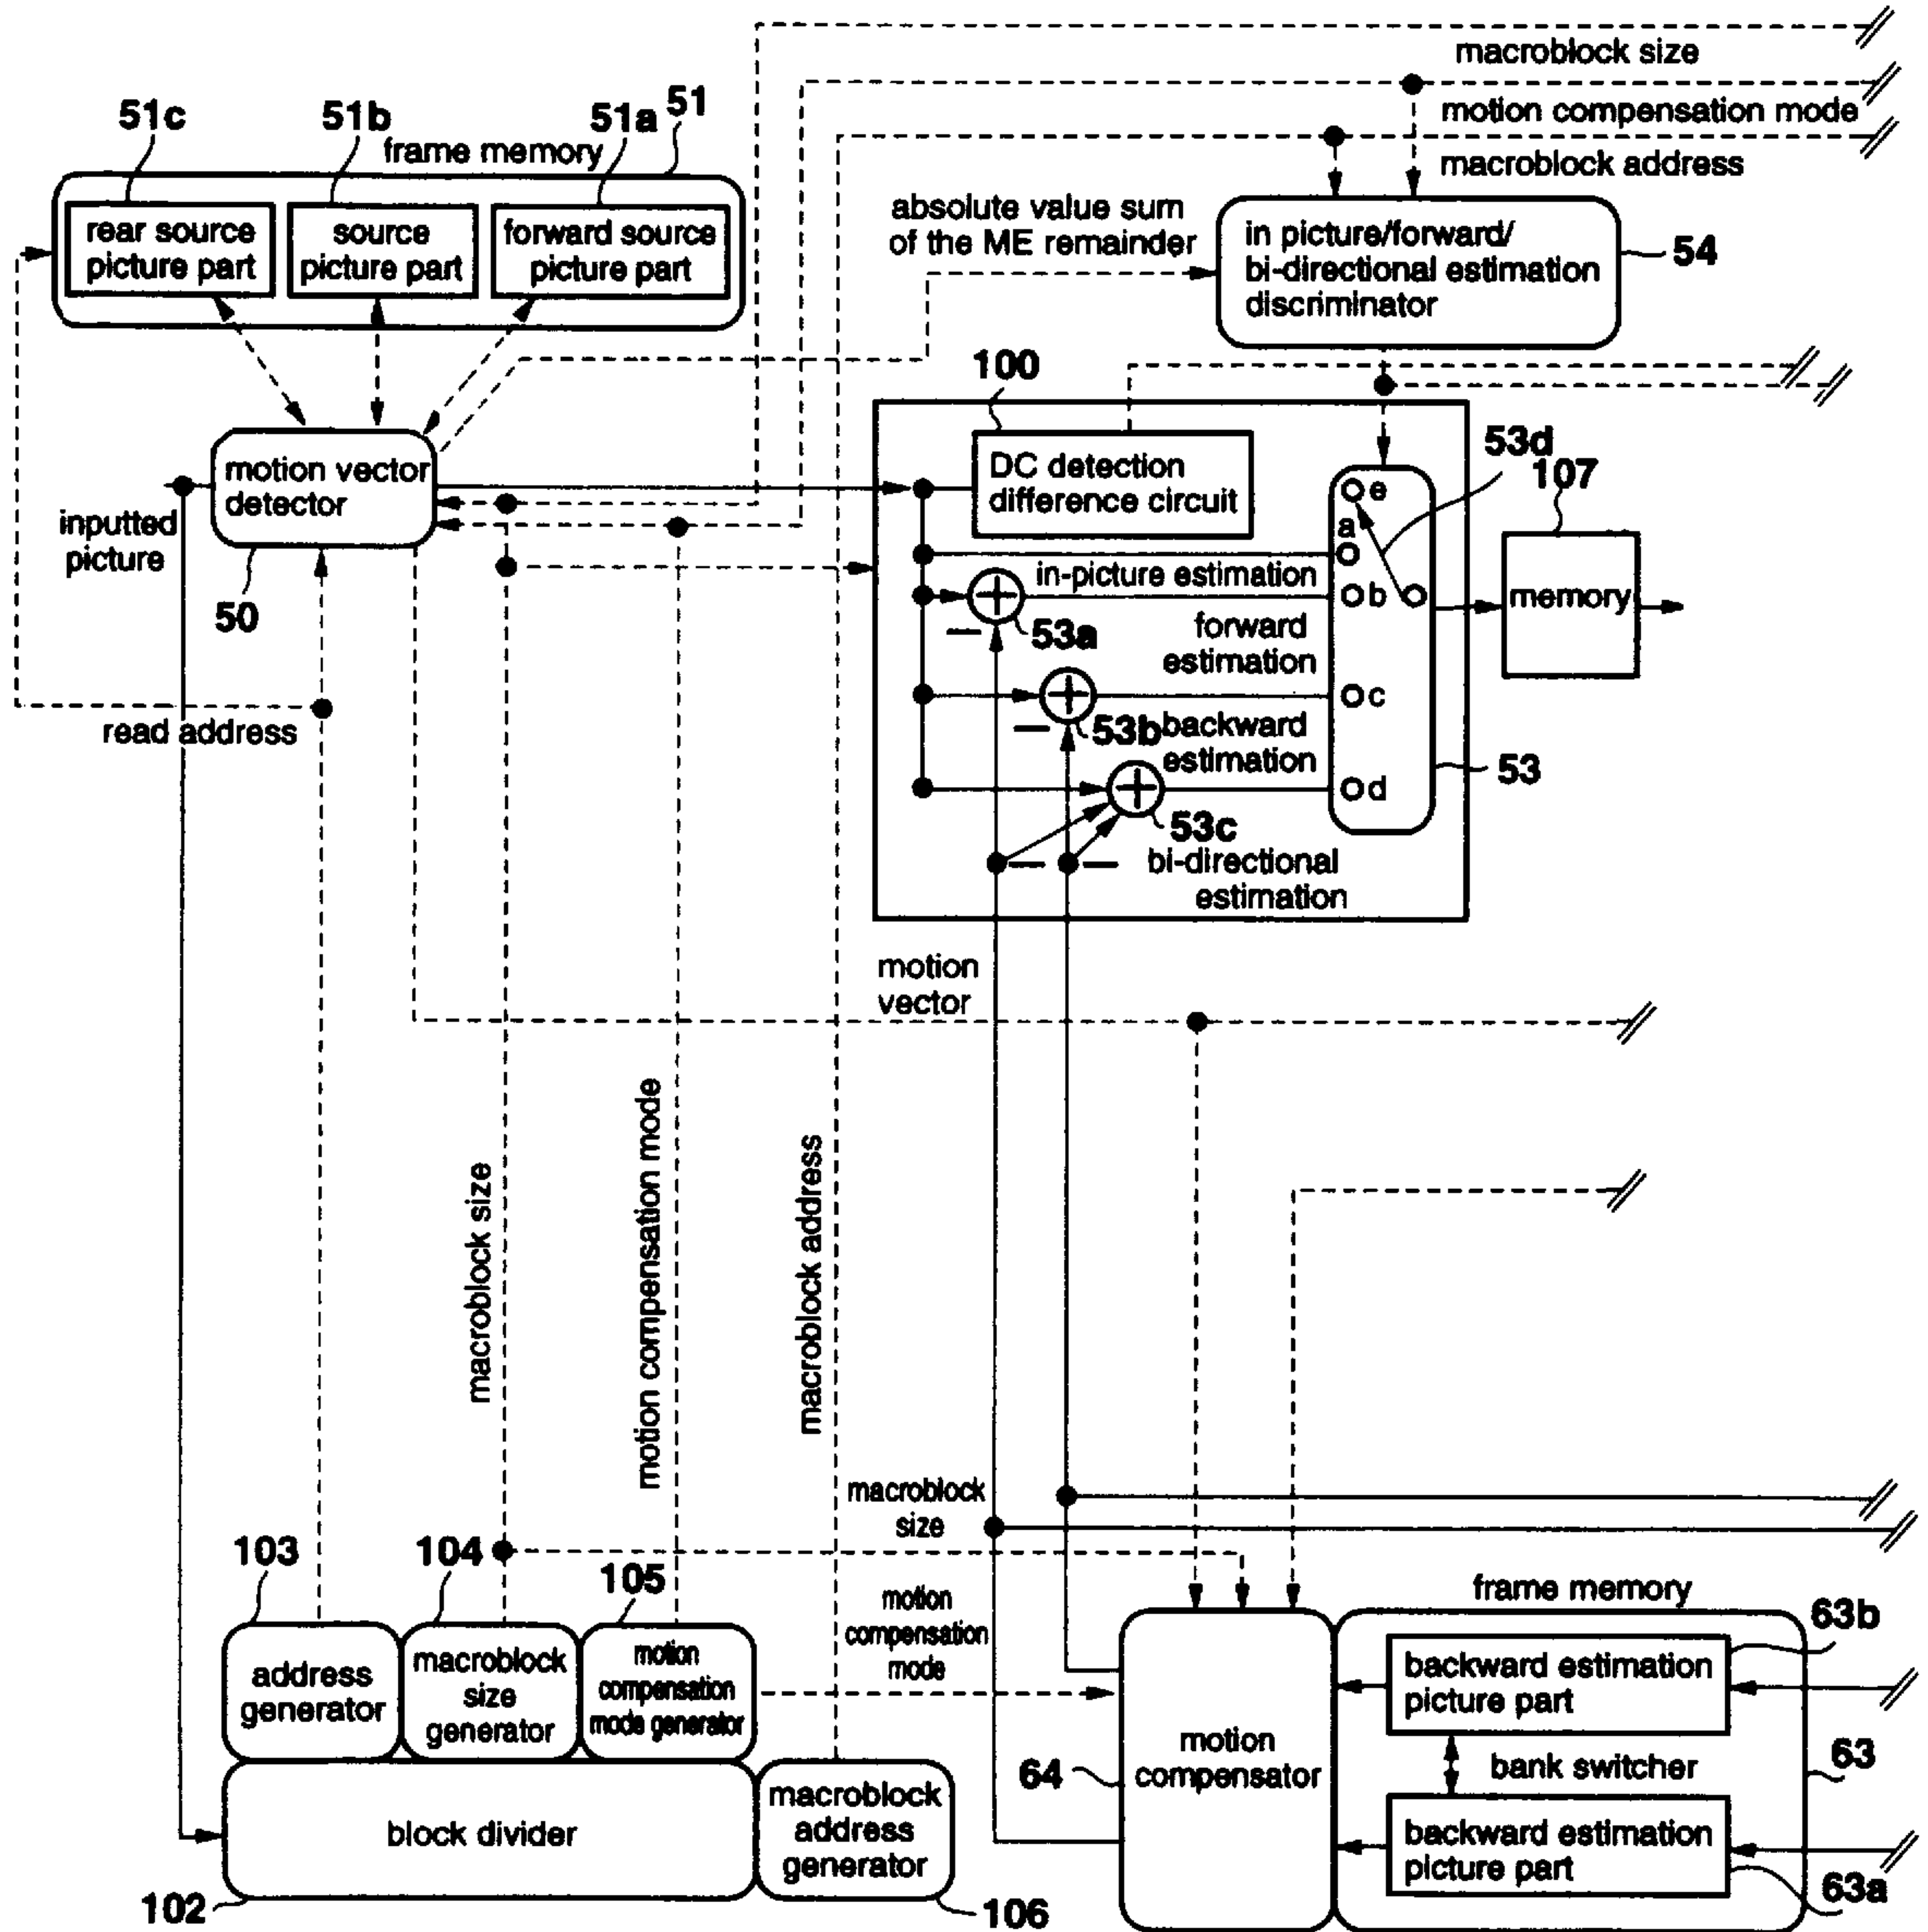 macroblock size
motion compensation mode
macroblock address
51c
51b
51a
51
frame memory
rear source
picture part
source
picture part
forward source
picture part
absolute value sum
of the ME remainder
in picture/forward/
bi-directional estimation
discriminator
54
100
DC detection
difference circuit
53d
107
motion vector
detector
inputted
picture
50
e
a
in-picture estimation
b
memory
53a
forward
estimation
c
53b
backward
estimation
53
d
53c
bi-directional
estimation
read address
motion
vector
macroblock size
motion compensation mode
macroblock address
macroblock
size
103
104
105
motion
compensation
mode
frame memory
63b
address
generator
macroblock
size
generator
motion
compensation
mode generator
backward estimation
picture part
motion
compensator
64
bank switcher
63
block divider
macroblock
address
generator
backward estimation
picture part
63a
102
106